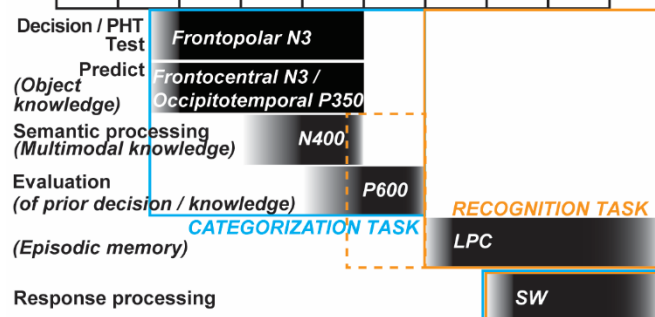 Decision / PHT
Test
Frontopolar N3
Predict
(Object
knowledge)
Frontocentral N3 /
Occipitotemporal P350
Semantic processing
(Multimodal knowledge)
N400
Evaluation
(of prior decision / knowledge)
P600
RECOGNITION TASK
CATEGORIZATION TASK
(Episodic memory)
LPC
Response processing
SW